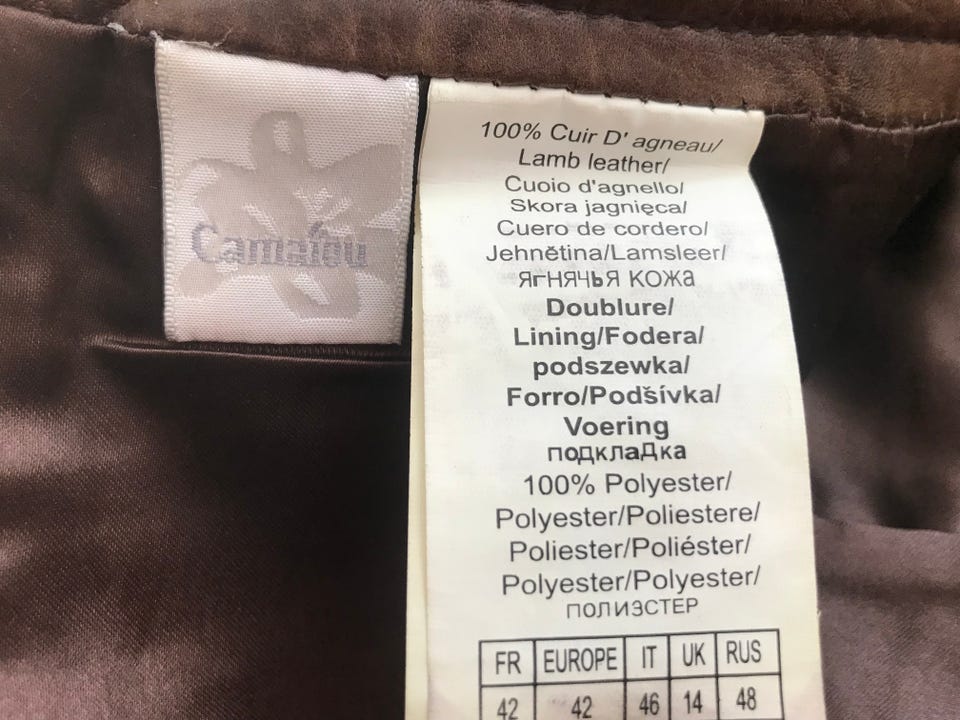 Camaïeu
100% Cuir D' agneau/
Lamb leather/
Cuoio d'agnello/
Skora jagnięca/
Cuero de cordero/
Jehnětina/Lamsleer/
ягнячья кожа
Doublure/
Lining/Fodera/
podszewka/
Forro/Podšívka/
Voering
подкладка
100% Polyester/
Polyester/Poliestere/
Poliester/Poliéster/
Polyester/Polyester/
ПОЛИЭСТЕР
FR EUROPE IT UK RUS
42 42 46 14 48